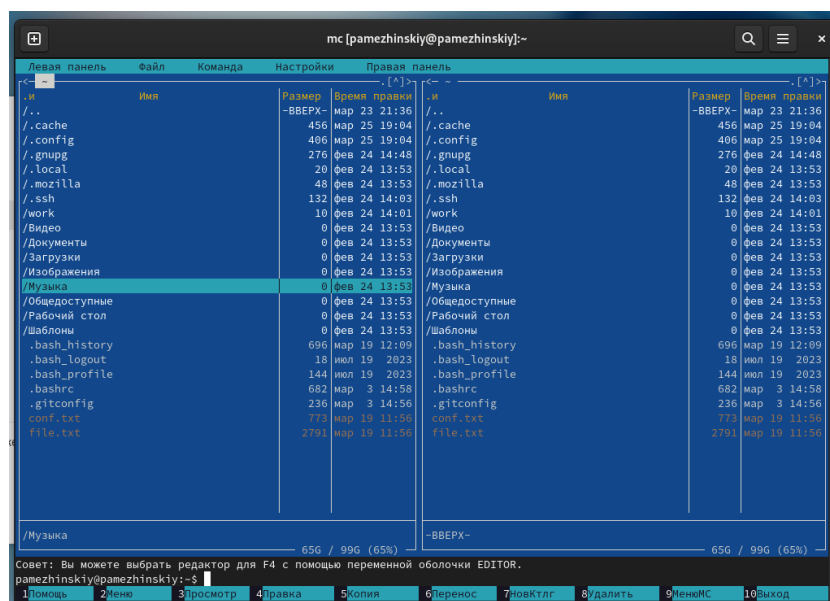 mc [pamezhinskiy@pamezhinskiy]:~
Левая панель Файл Команда Настройки Правая панель
<— ~ .[^]> <— ~ .[^]>
.и Имя Размер Время правки .и Имя Размер Время правки
/.. -ВВЕРХ- мар 23 21:36 /.. -ВВЕРХ- мар 23 21:36
/.cache 456 мар 25 19:04 /.cache 456 мар 25 19:04
/.config 406 мар 25 19:04 /.config 406 мар 25 19:04
/.gnupg 276 фев 24 14:48 /.gnupg 276 фев 24 14:48
/.local 20 фев 24 13:53 /.local 20 фев 24 13:53
/.mozilla 48 фев 24 13:53 /.mozilla 48 фев 24 13:53
/.ssh 132 фев 24 14:03 /.ssh 132 фев 24 14:03
/work 10 фев 24 14:01 /work 10 фев 24 14:01
/Видео 0 фев 24 13:53 /Видео 0 фев 24 13:53
/Документы 0 фев 24 13:53 /Документы 0 фев 24 13:53
/Загрузки 0 фев 24 13:53 /Загрузки 0 фев 24 13:53
/Изображения 0 фев 24 13:53 /Изображения 0 фев 24 13:53
/Музыка 0 фев 24 13:53 /Музыка 0 фев 24 13:53
/Общедоступные 0 фев 24 13:53 /Общедоступные 0 фев 24 13:53
/Рабочий стол 0 фев 24 13:53 /Рабочий стол 0 фев 24 13:53
/Шаблоны 0 фев 24 13:53 /Шаблоны 0 фев 24 13:53
.bash_history 696 мар 19 12:09 .bash_history 696 мар 19 12:09
.bash_logout 18 июл 19 2023 .bash_logout 18 июл 19 2023
.bash_profile 144 июл 19 2023 .bash_profile 144 июл 19 2023
.bashrc 682 мар 3 14:58 .bashrc 682 мар 3 14:58
.gitconfig 236 мар 3 14:56 .gitconfig 236 мар 3 14:56
conf.txt 773 мар 19 11:56 conf.txt 773 мар 19 11:56
file.txt 2791 мар 19 11:56 file.txt 2791 мар 19 11:56
/Музыка -ВВЕРХ-
65G / 99G (65%) 65G / 99G (65%)
Совет: Вы можете выбрать редактор для F4 с помощью переменной оболочки EDITOR.
pamezhinskiy@pamezhinskiy:~$
1Помощь 2Меню 3Просмотр 4Правка 5Копия 6Перенос 7НовКтлг 8Удалить 9МенюMC 10Выход